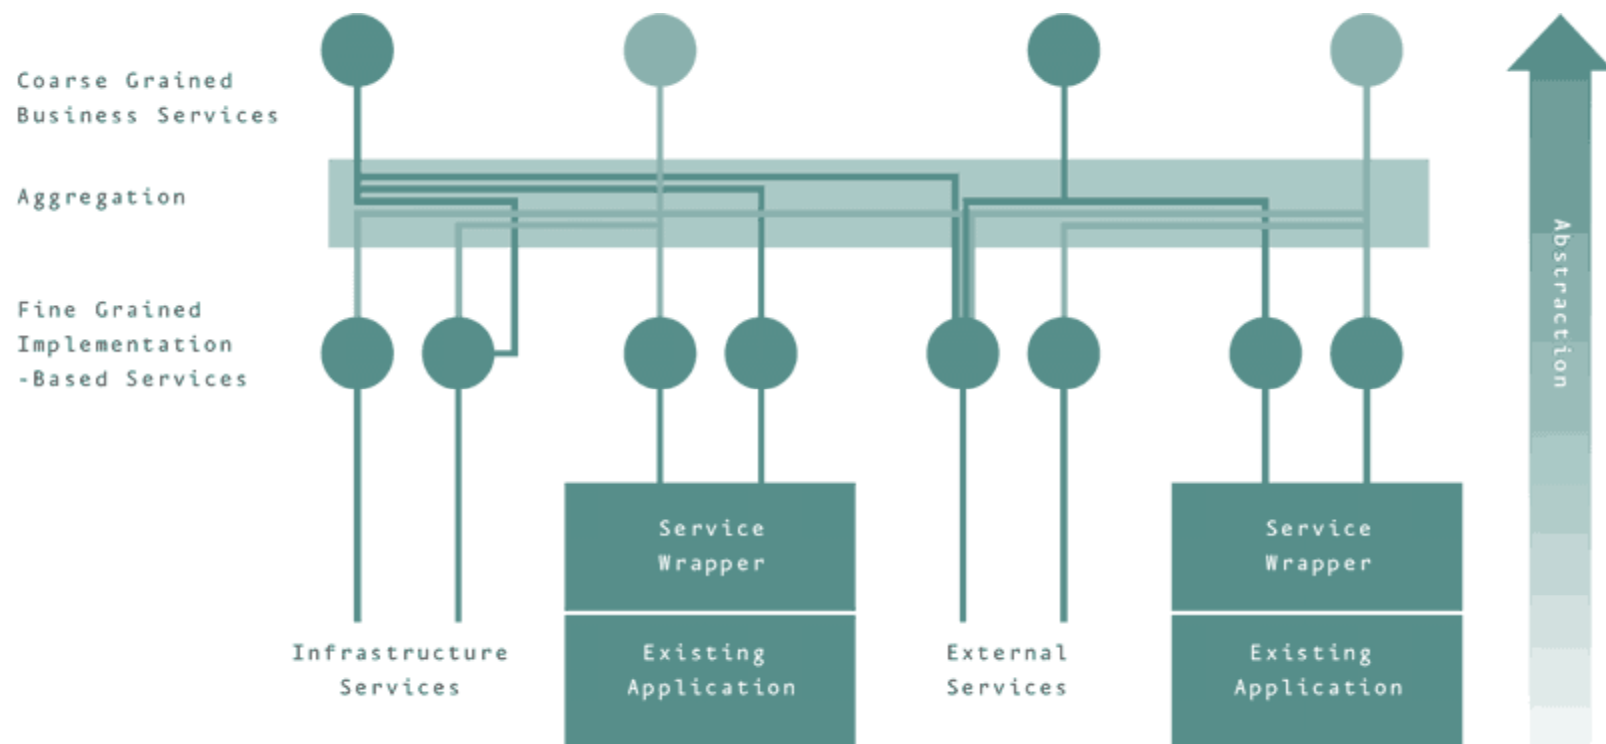 Coarse Grained
Business Services
Aggregation
Fine Grained
Implementation
-Based Services
Abstraction
Service
Wrapper
Service
Wrapper
Infrastructure
Services
Existing
Application
External
Services
Existing
Application